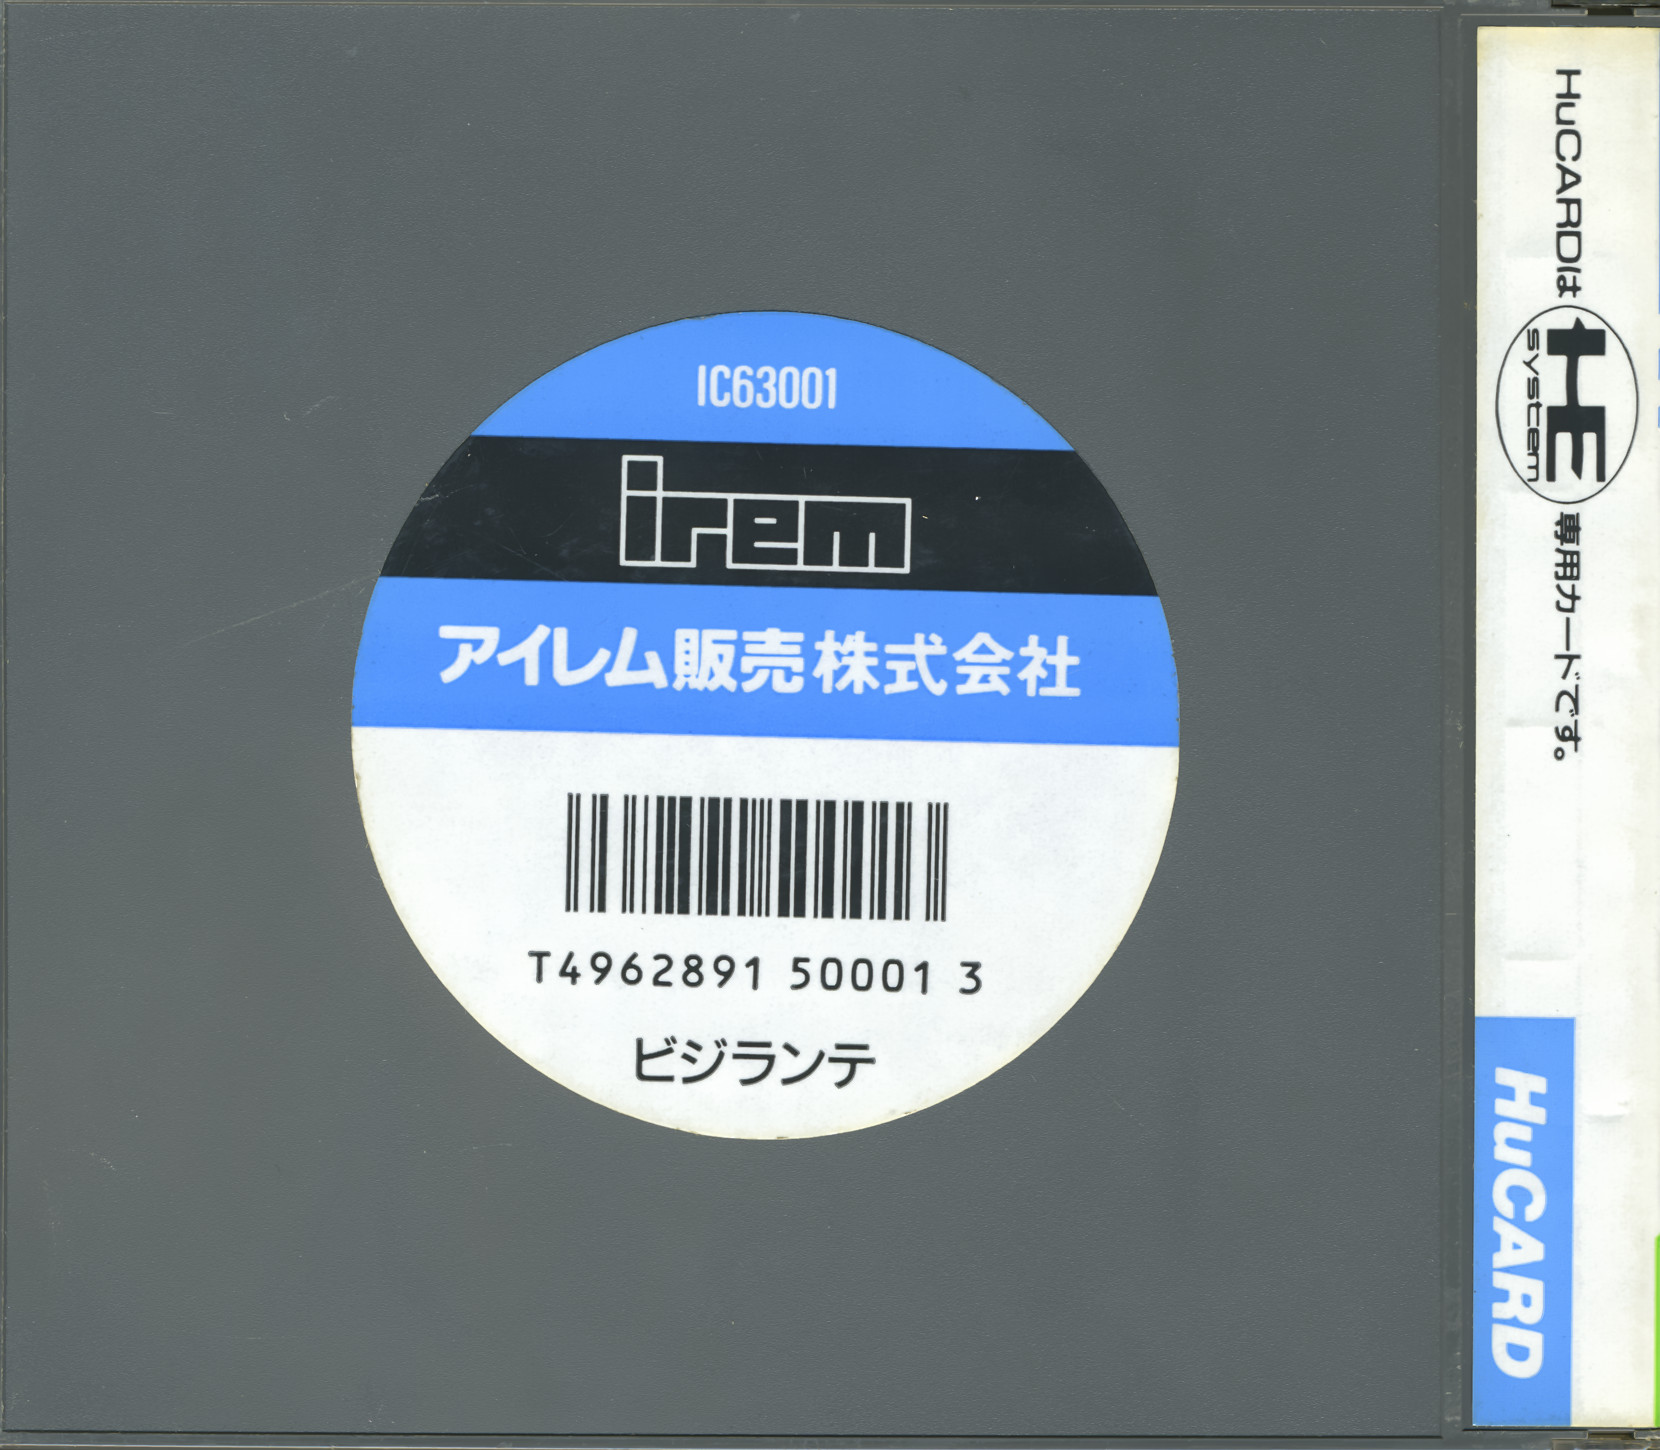 IC63001
irem
アイレム販売株式会社
T4962891 50001 3
ビジランテ
HuCARDは
HE
system
専用カードです。
HuCARD